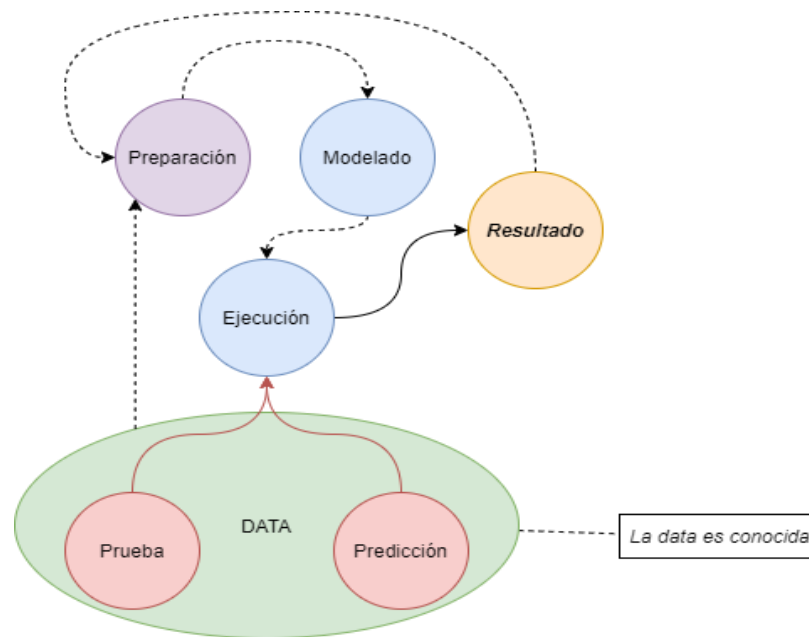 Preparación
Modelado
Resultado
Ejecución
DATA
Prueba
Predicción
La data es conocida